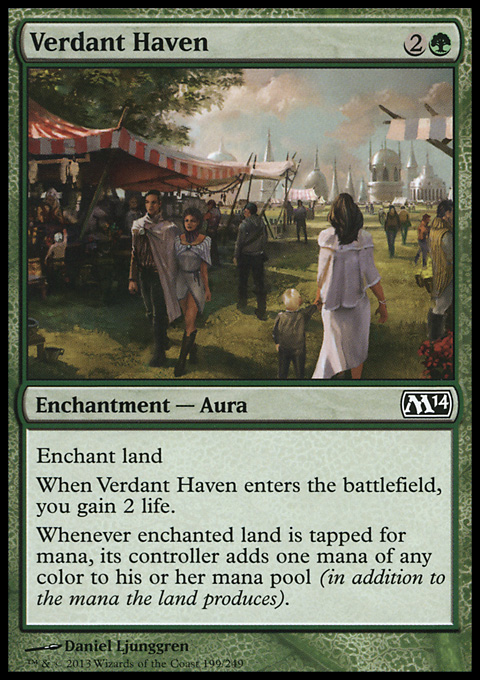 Verdant Haven 2
Enchantment — Aura M14
Enchant land
When Verdant Haven enters the battlefield,
you gain 2 life.
Whenever enchanted land is tapped for
mana, its controller adds one mana of any
color to his or her mana pool (in addition to
the mana the land produces).
Daniel Ljunggren
™ & © 2013 Wizards of the Coast 199/249